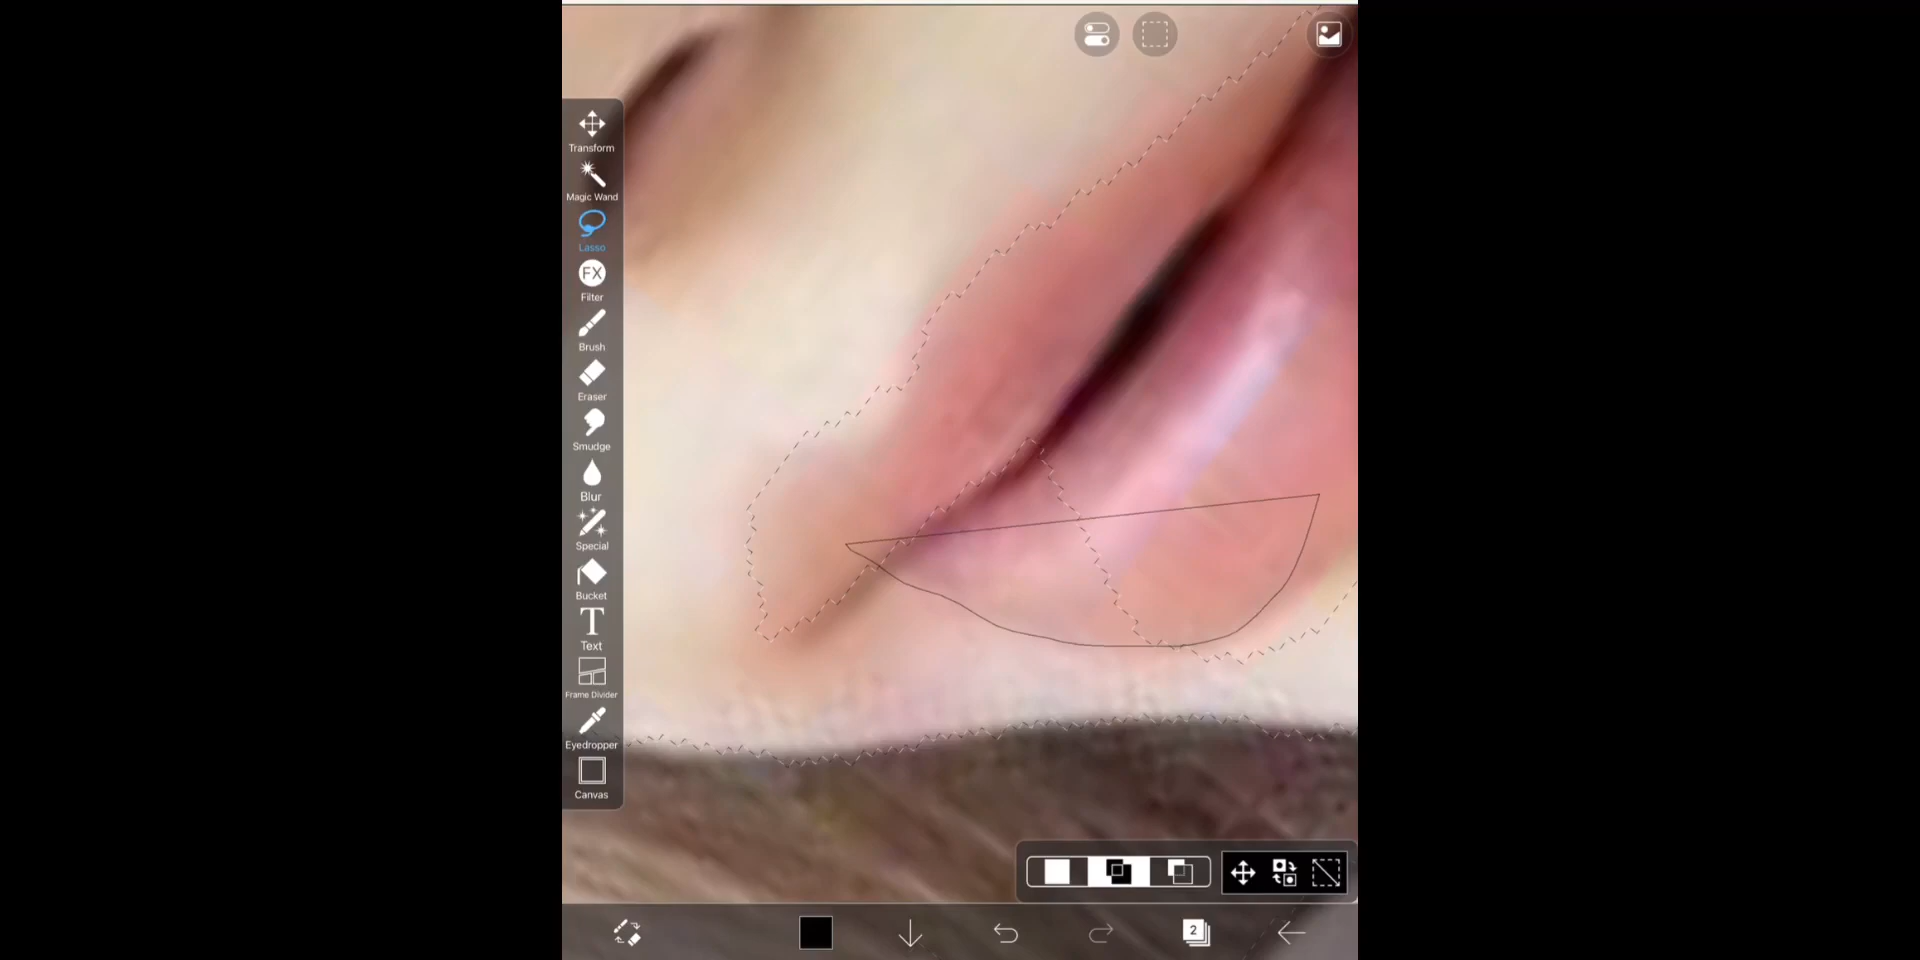 Transform
Magic Wand
Lasso
FX
Filter
Brush
Eraser
Smudge
Blur
Special
Bucket
T
Text
Frame Divider
Eyedropper
Canvas
2